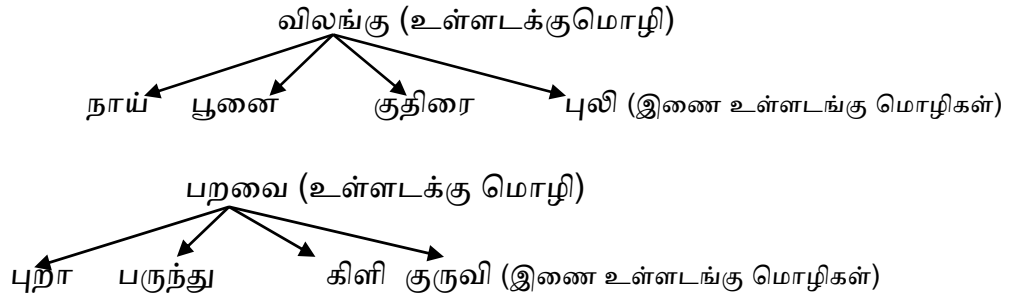 விலங்கு (உள்ளடக்குமொழி)
நாய் பூனை குதிரை புலி (இணை உள்ளடங்கு மொழிகள்)
பறவை (உள்ளடக்கு மொழி)
புறா பருந்து கிளி குருவி (இணை உள்ளடங்கு மொழிகள்)